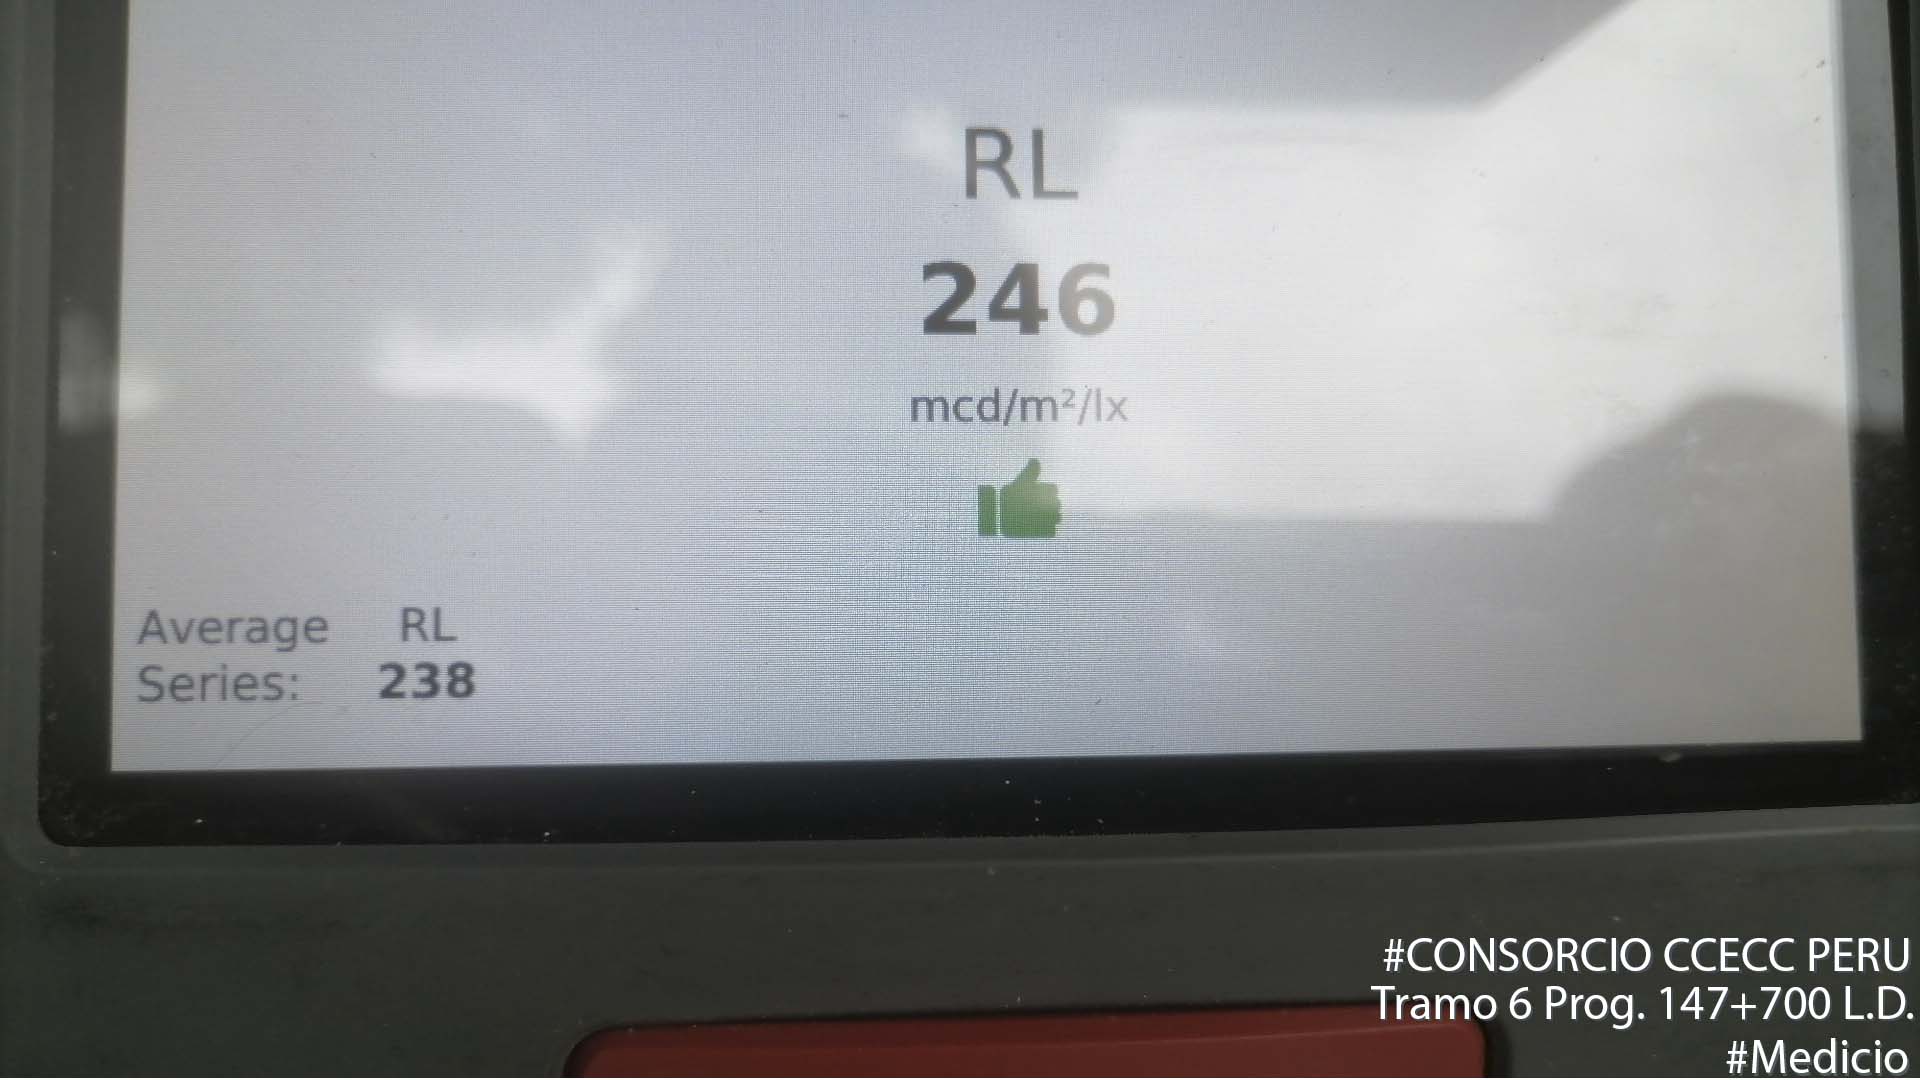 RL
246
mcd/m²/lx
Average RL
Series: 238
#CONSORCIO CCECC PERU
Tramo 6 Prog. 147+700 L.D.
#Medicio